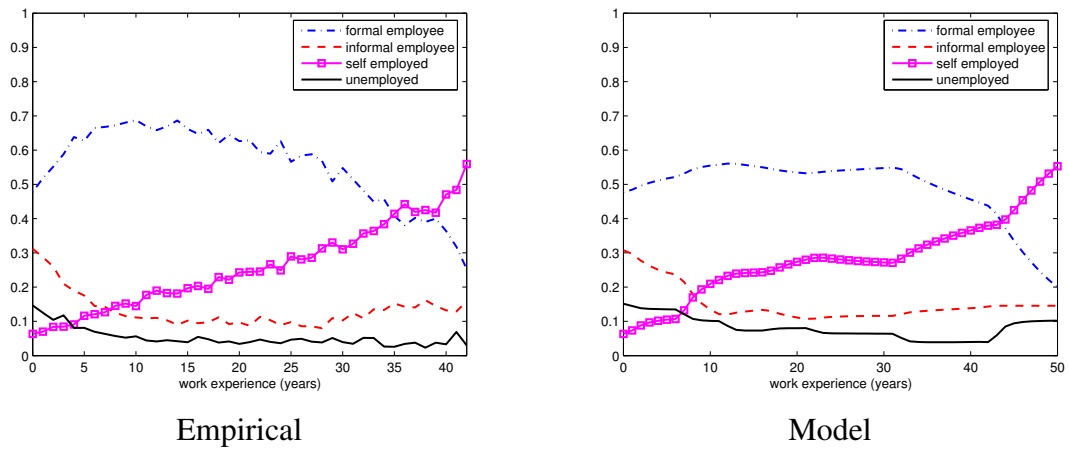 1
0.9
0.8
0.7
0.6
0.5
0.4
0.3
0.2
0.1
0
0 5 10 15 20 25 30 35 40
work experience (years)
formal employee
informal employee
self employed
unemployed
Empirical
1
0.9
0.8
0.7
0.6
0.5
0.4
0.3
0.2
0.1
0
0 10 20 30 40 50
work experience (years)
formal employee
informal employee
self employed
unemployed
Model